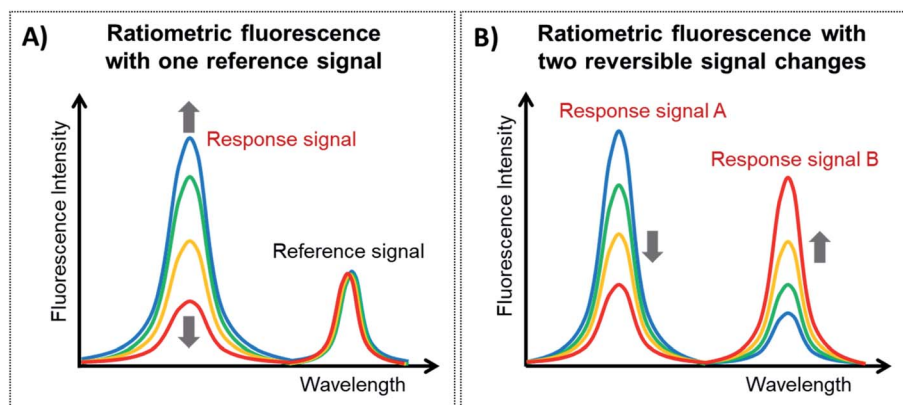 A)
Ratiometric fluorescence
with one reference signal
Response signal
Reference signal
Fluorescence Intensity
Wavelength
B)
Ratiometric fluorescence with
two reversible signal changes
Response signal A
Response signal B
Fluorescence Intensity
Wavelength